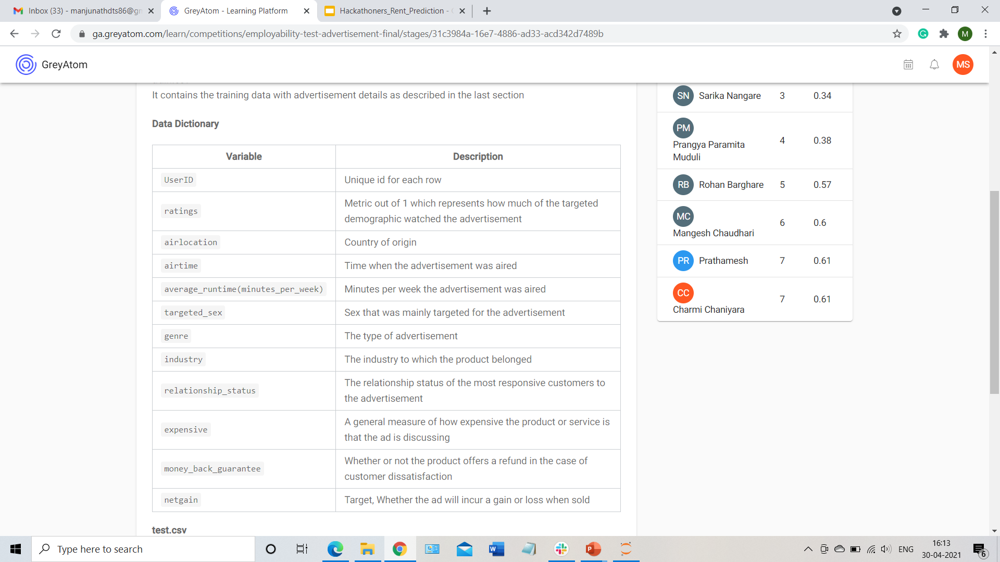 Inbox (33) - manjunathdts86@gm
GreyAtom - Learning Platform
Hackathoners_Rent_Prediction -
ga.greyatom.com/learn/competitions/employability-test-advertisement-final/stages/31c3984a-16e7-4886-ad33-acd342d7489b
M
GreyAtom
MS
It contains the training data with advertisement details as described in the last section
Data Dictionary
Variable Description
UserID Unique id for each row
ratings Metric out of 1 which represents how much of the targeted
demographic watched the advertisement
airlocation Country of origin
airtime Time when the advertisement was aired
average_runtime(minutes_per_week) Minutes per week the advertisement was aired
targeted_sex Sex that was mainly targeted for the advertisement
genre The type of advertisement
industry The industry to which the product belonged
relationship_status The relationship status of the most responsive customers to
the advertisement
expensive A general measure of how expensive the product or service is
that the ad is discussing
money_back_guarantee Whether or not the product offers a refund in the case of
customer dissatisfaction
netgain Target, Whether the ad will incur a gain or loss when sold
test.csv
SN Sarika Nangare 3 0.34
PM
Prangya Paramita
Muduli 4 0.38
RB Rohan Barghare 5 0.57
MC
Mangesh Chaudhari 6 0.6
PR Prathamesh 7 0.61
CC
Charmi Chaniyara 7 0.61
Type here to search
ENG
16:13
30-04-2021
6